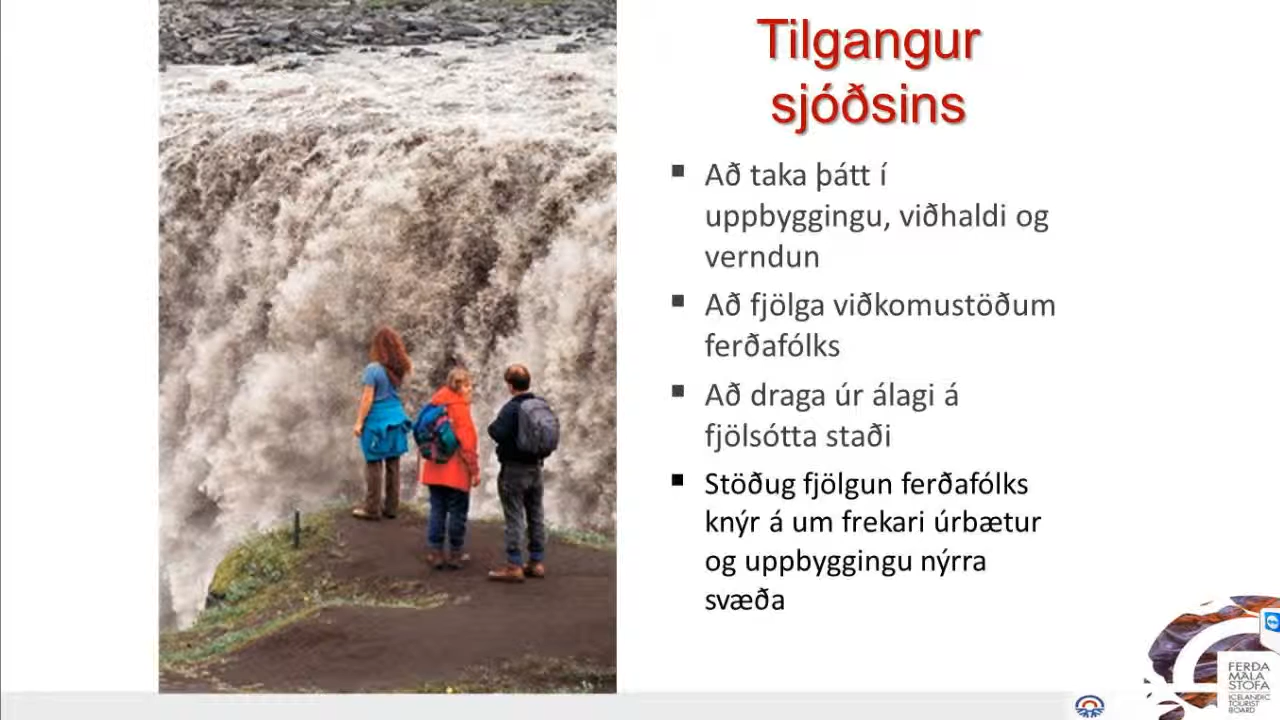 Tilgangur
sjóðsins
▪ Að taka þátt í
uppbyggingu, viðhaldi og
verndun
▪ Að fjölga viðkomustöðum
ferðafólks
▪ Að draga úr álagi á
fjölsótta staði
▪ Stöðug fjölgun ferðafólks
knýr á um frekari úrbætur
og uppbyggingu nýrra
svæða
FERÐA
MÁLA
STOFA
ICELANDIC
TOURIST
BOARD